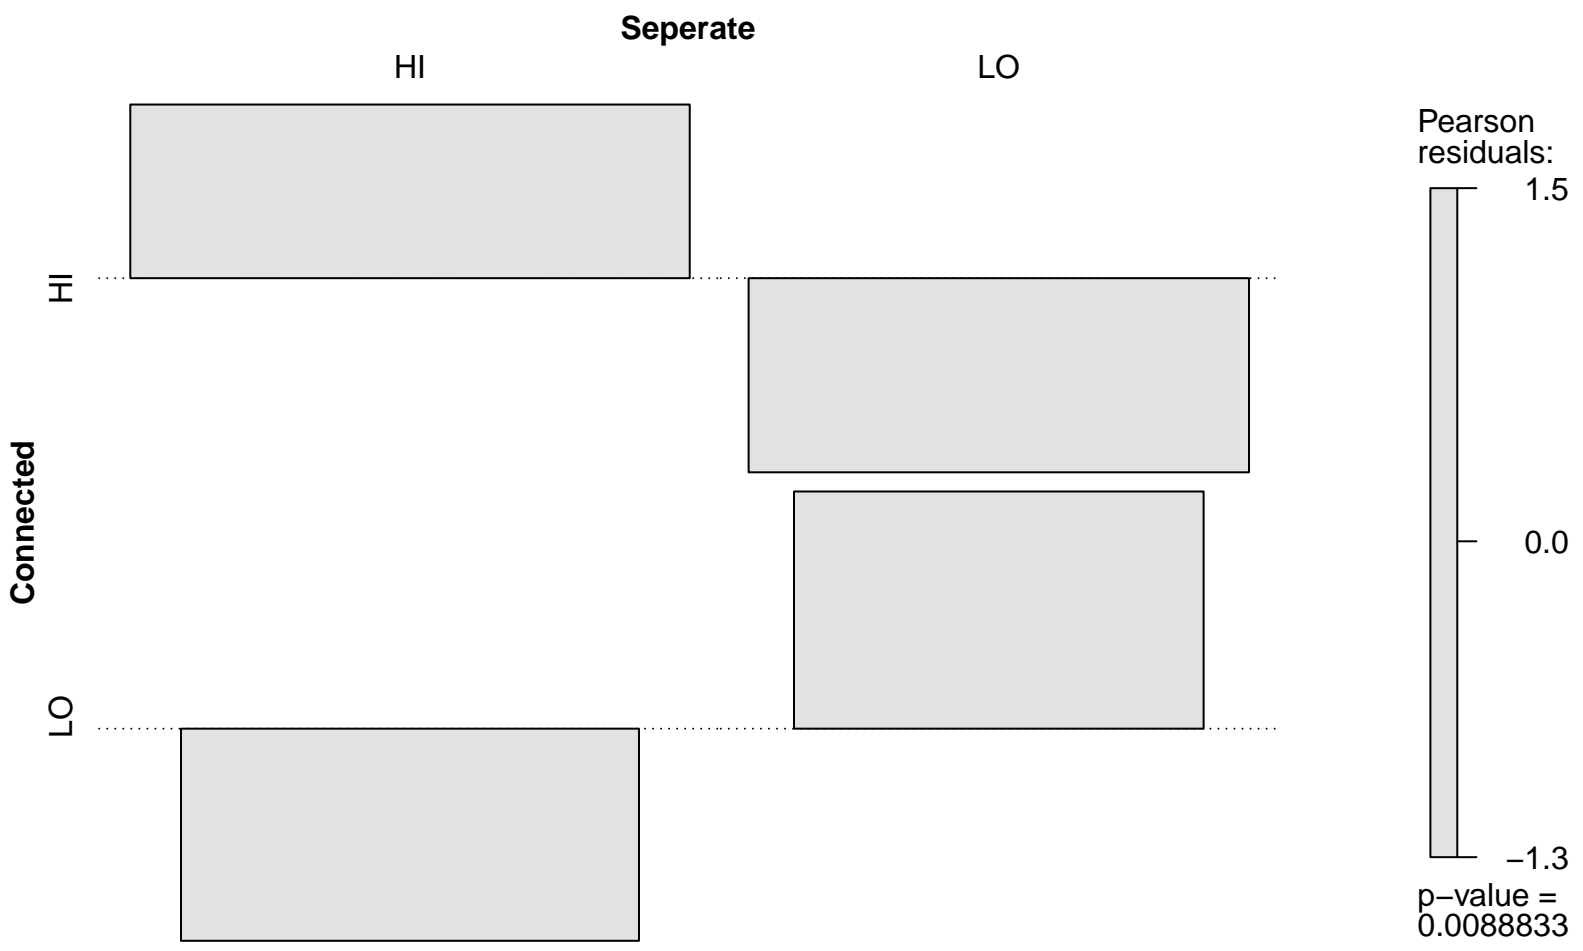 Seperate
HI
LO
HI
LO
Connected
Pearson
residuals:
1.5
0.0
−1.3
p−value =
0.0088833